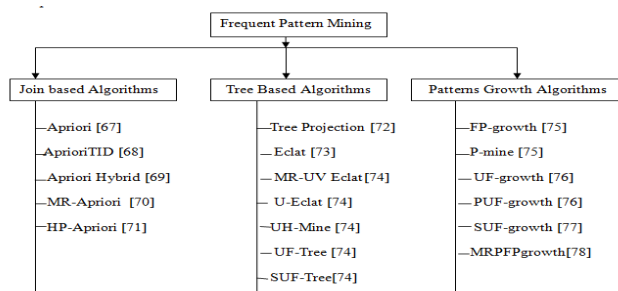 Frequent Pattern Mining
Join based Algorithms
Apriori [67]
AprioriTID [68]
Apriori Hybrid [69]
MR-Apriori [70]
HP-Apriori [71]
Tree Based Algorithms
Tree Projection [72]
Eclat [73]
MR-UV Eclat[74]
U-Eclat [74]
UH-Mine [74]
UF-Tree [74]
SUF-Tree[74]
Patterns Growth Algorithms
FP-growth [75]
P-mine [75]
UF-growth [76]
PUF-growth [76]
SUF-growth [77]
MRPFPgrowth[78]